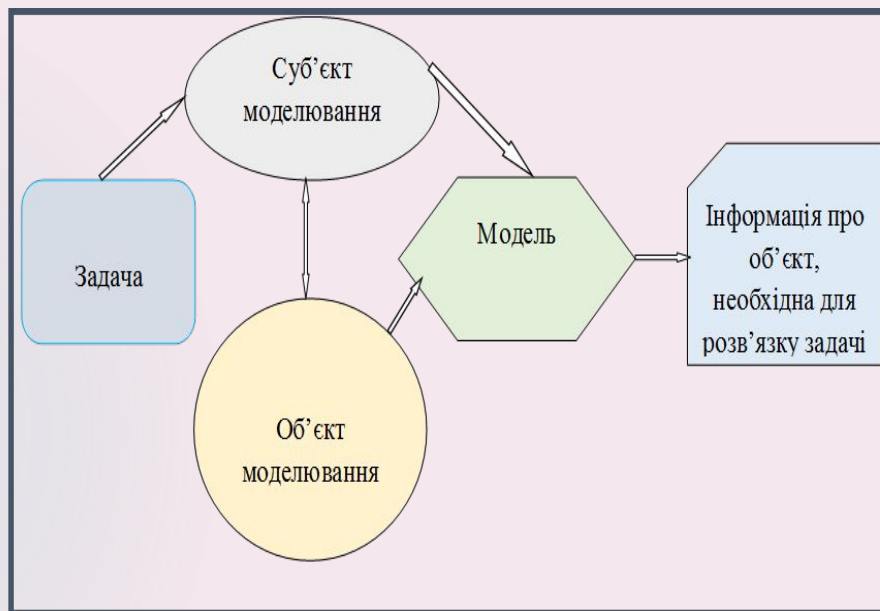 Суб’єкт
моделювання
Задача
Модель
Інформація про
об’єкт,
необхідна для
розв’язку задачі
Об’єкт
моделювання